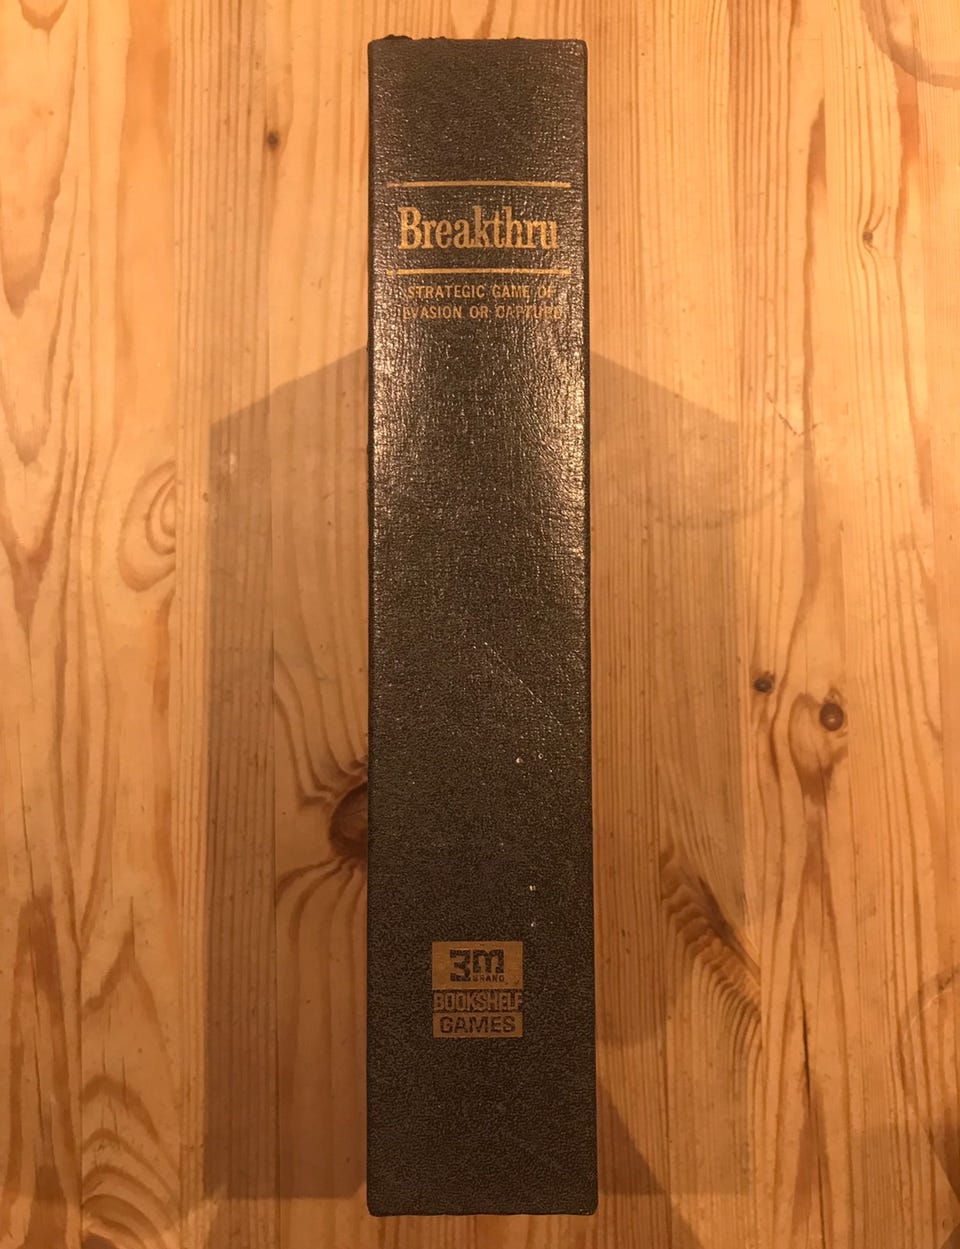 Breakthru
STRATEGIC GAME OF
EVASION OR CAPTURE
3M
BRAND
BOOKSHELF
GAMES